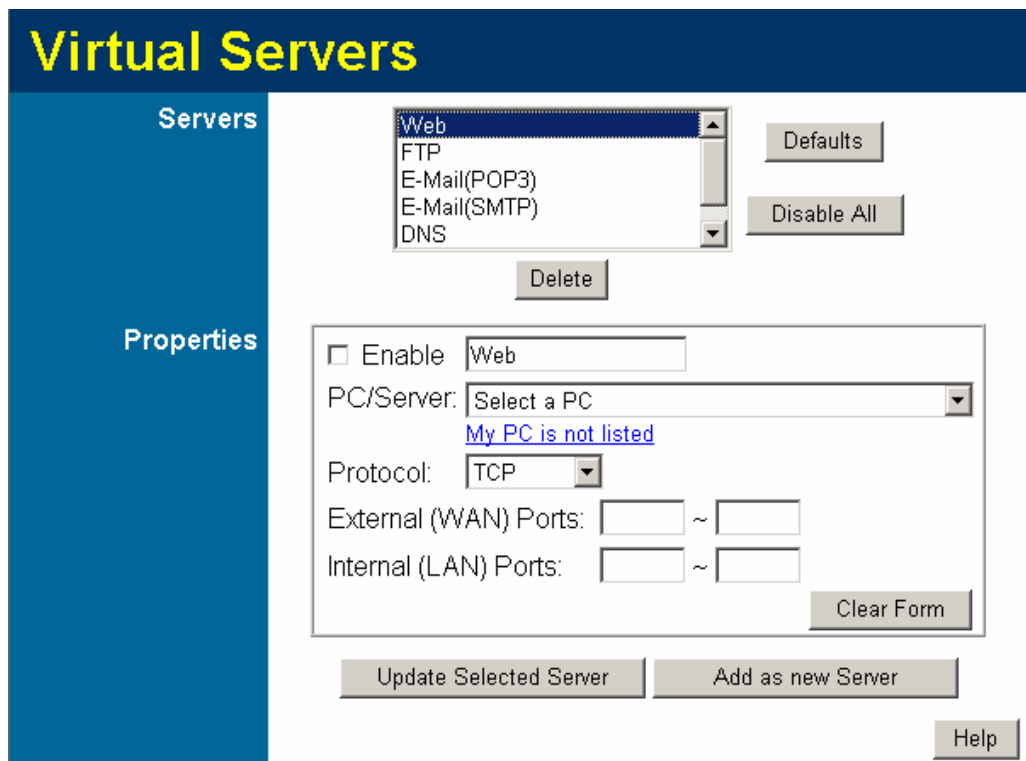 Virtual Servers
Servers
Web
FTP
E-Mail(POP3)
E-Mail(SMTP)
DNS
Defaults
Disable All
Delete
Properties
Enable Web
PC/Server: Select a PC
My PC is not listed
Protocol: TCP
External (WAN) Ports: ~
Internal (LAN) Ports: ~
Clear Form
Update Selected Server Add as new Server
Help